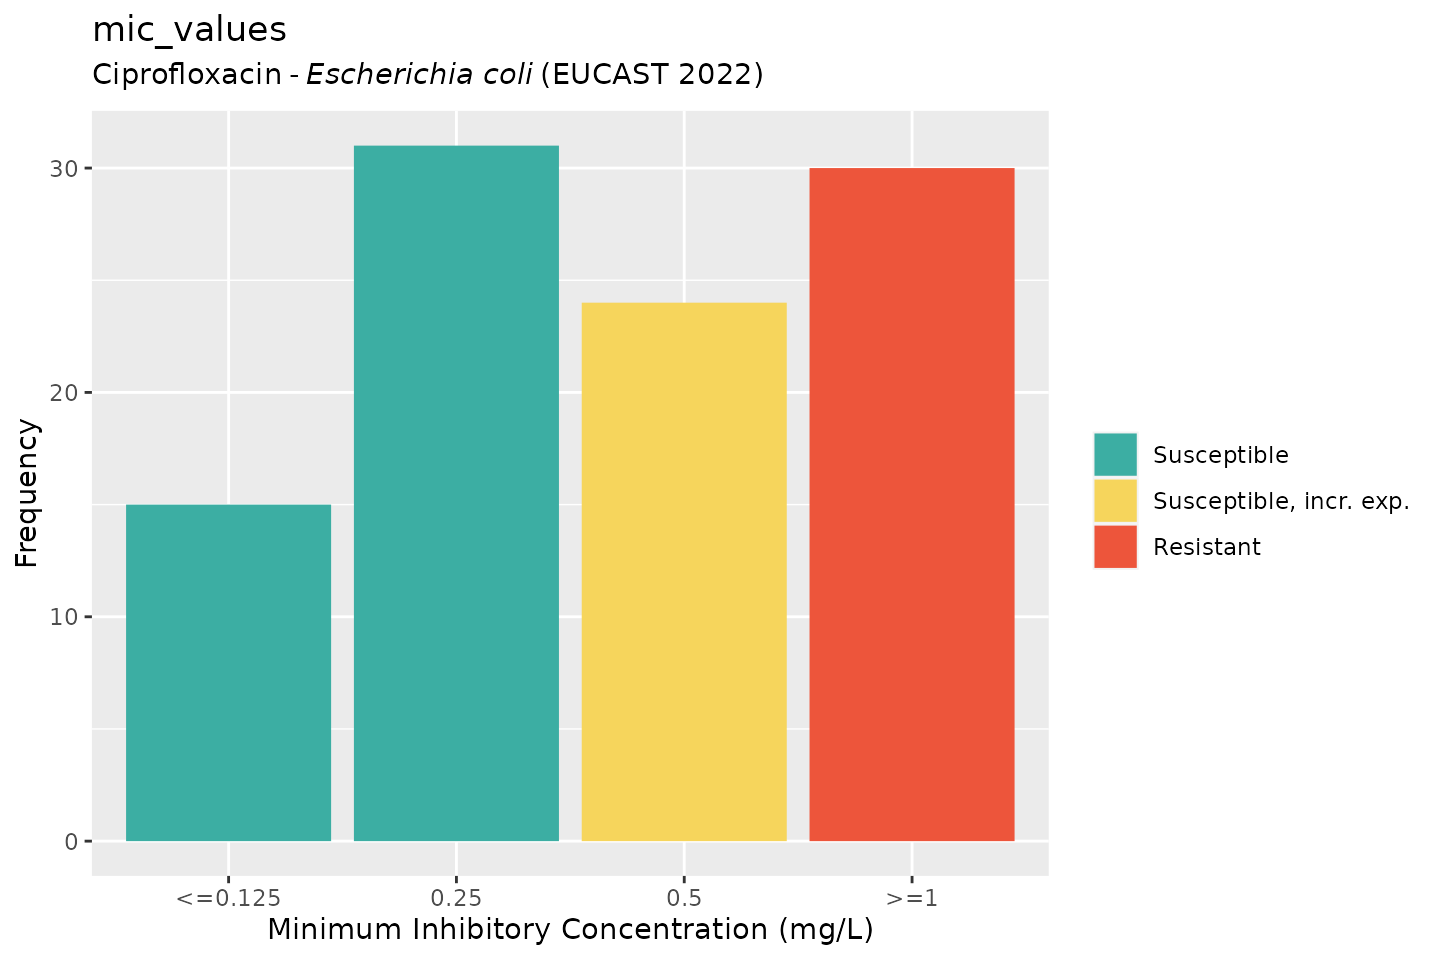 mic_values
Ciprofloxacin - Escherichia coli (EUCAST 2022)
Frequency
30
20
10
0
<=0.125
0.25
0.5
>=1
Minimum Inhibitory Concentration (mg/L)
Susceptible
Susceptible, incr. exp.
Resistant